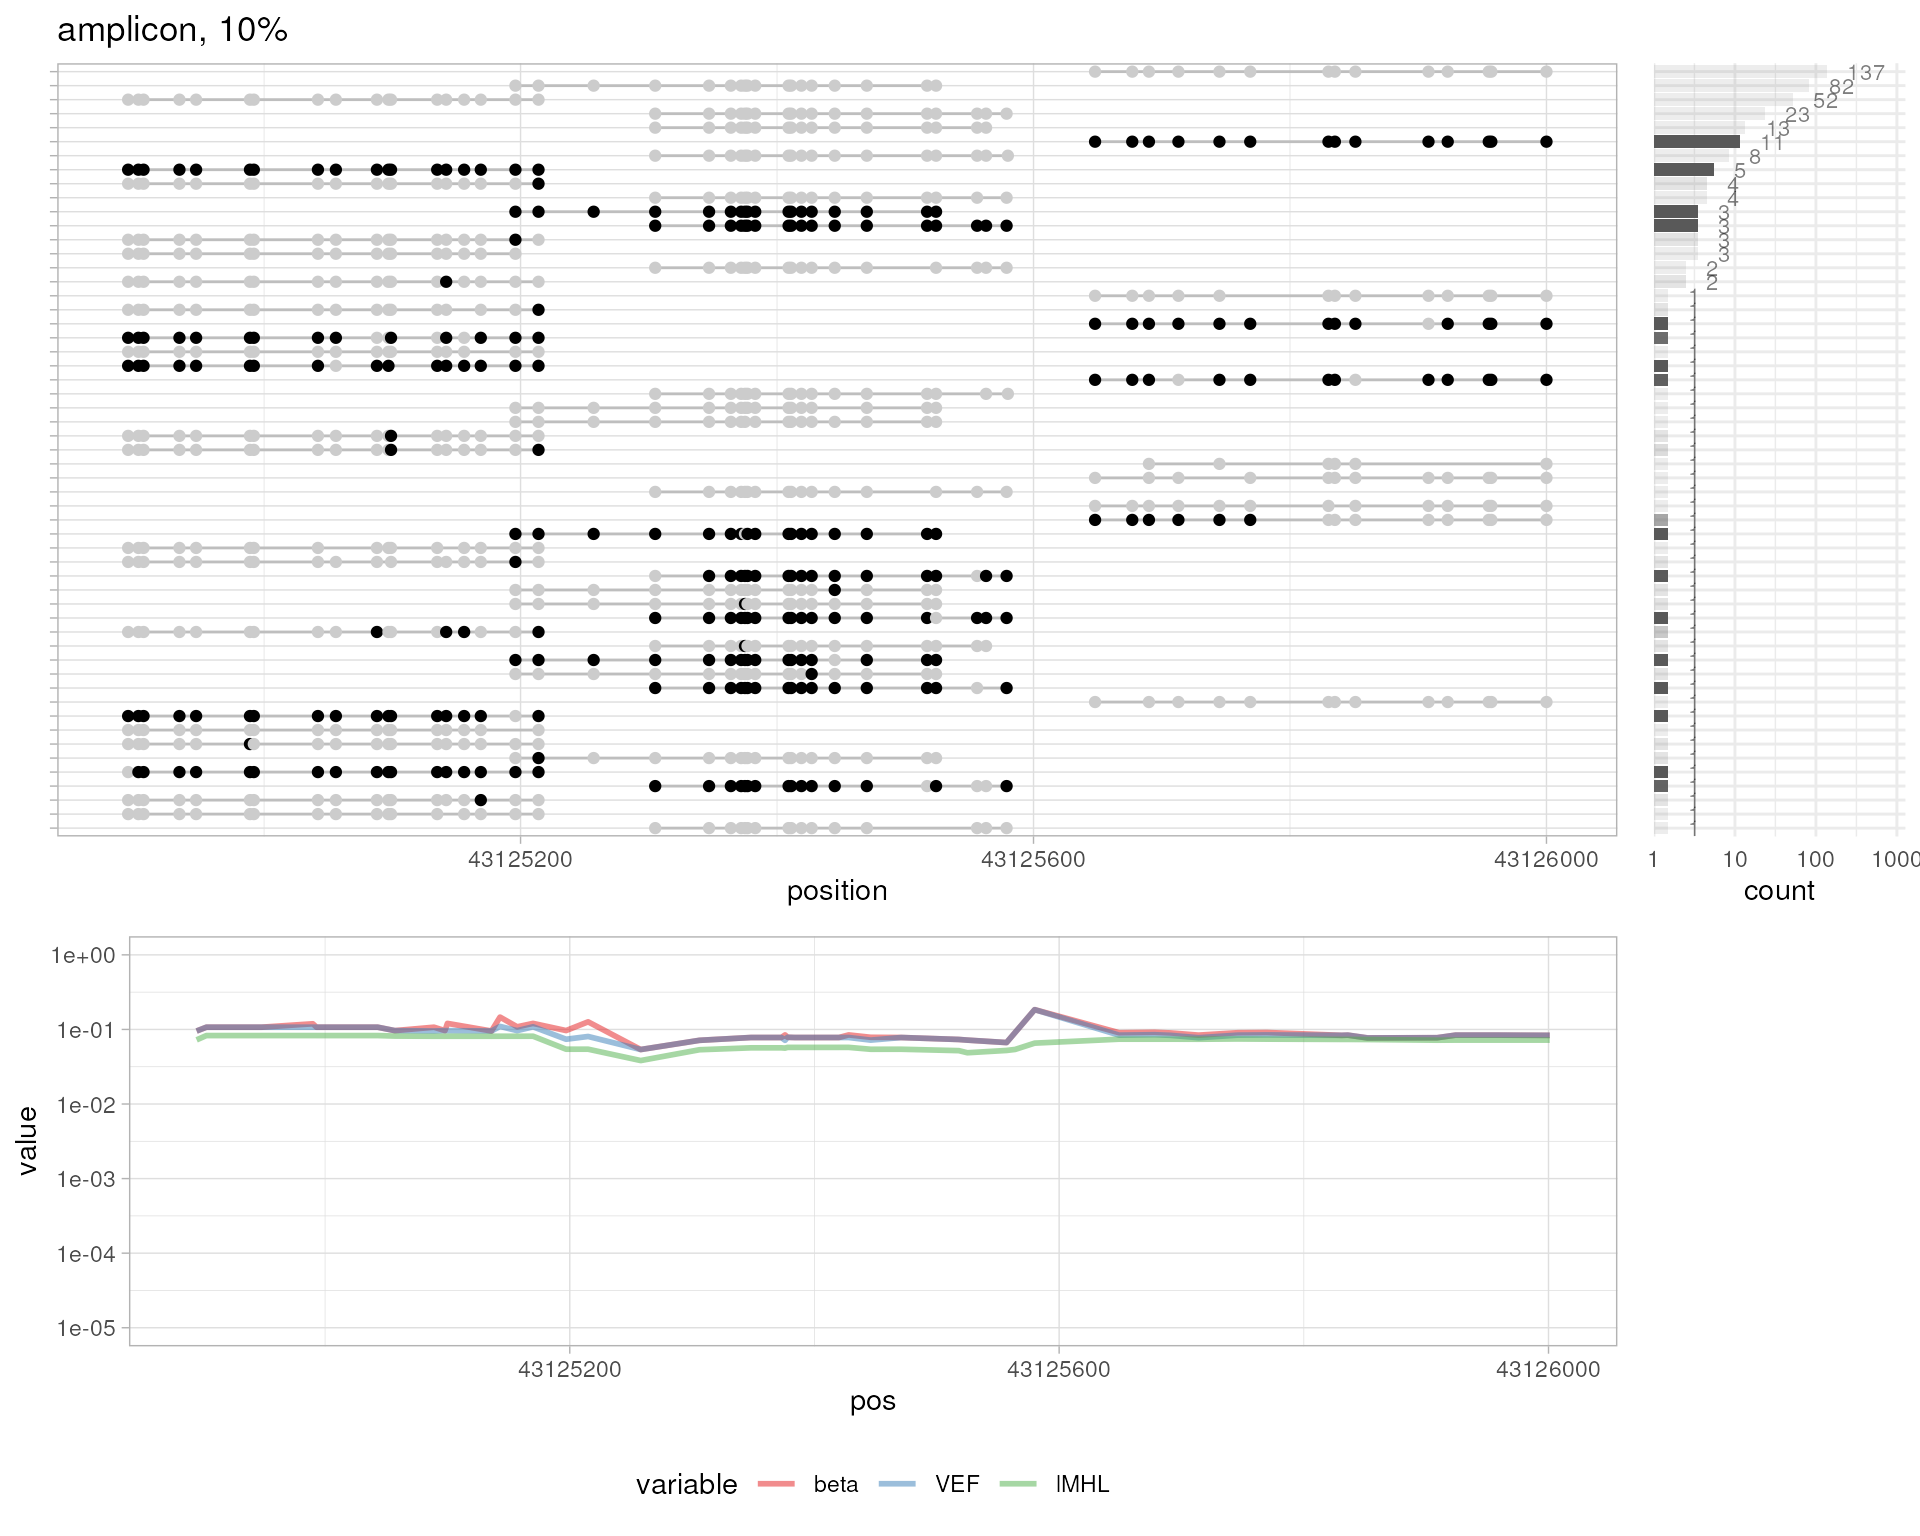 amplicon, 10%
137
82
52
23
13
11
8
5
4
4
3
3
3
3
2
2
43125200 43125600 43126000
position
1 10 100 1000
count
1e+00
1e-01
1e-02
1e-03
1e-04
1e-05
value
43125200 43125600 43126000
pos
variable beta VEF lMHL